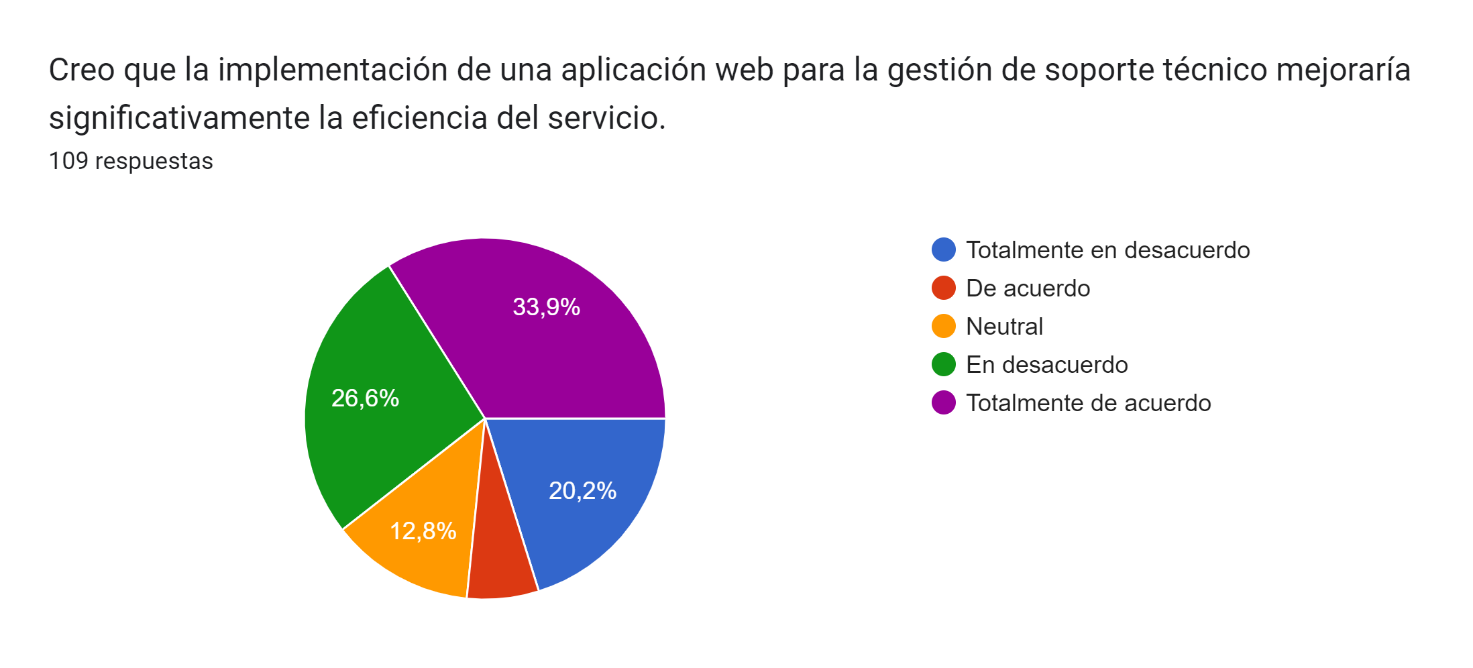 Creo que la implementación de una aplicación web para la gestión de soporte técnico mejoraría
significativamente la eficiencia del servicio.
109 respuestas
33,9%
26,6%
20,2%
12,8%
Totalmente en desacuerdo
De acuerdo
Neutral
En desacuerdo
Totalmente de acuerdo